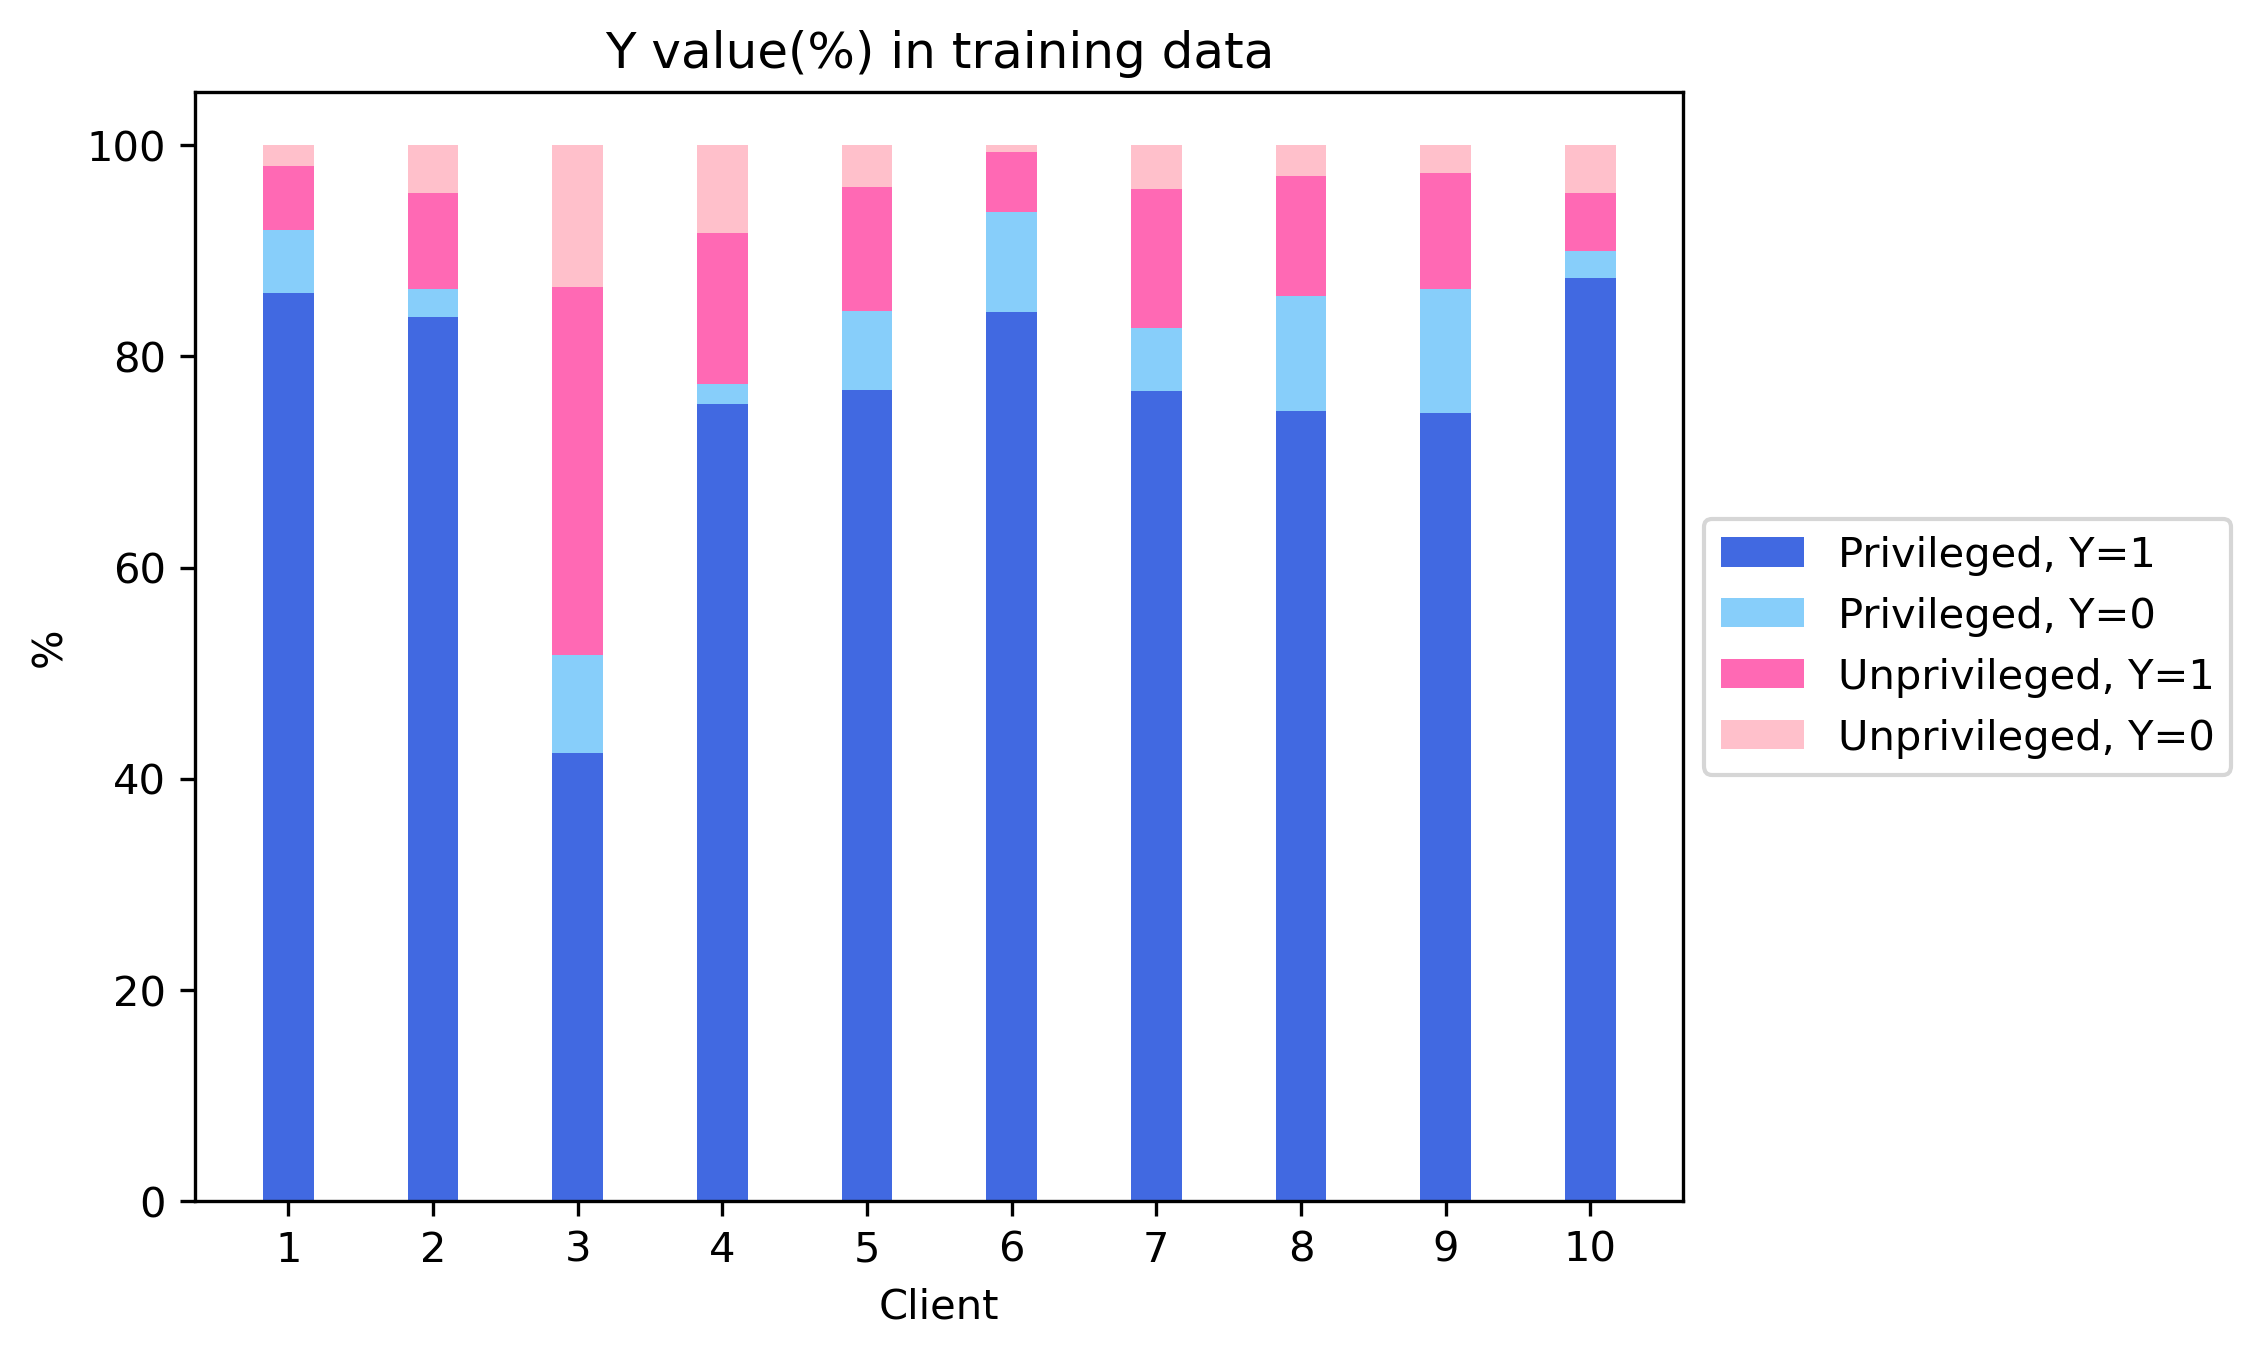 Y value(%) in training data
100
80
60
40
20
0
%
1 2 3 4 5 6 7 8 9 10
Client
Privileged, Y=1
Privileged, Y=0
Unprivileged, Y=1
Unprivileged, Y=0